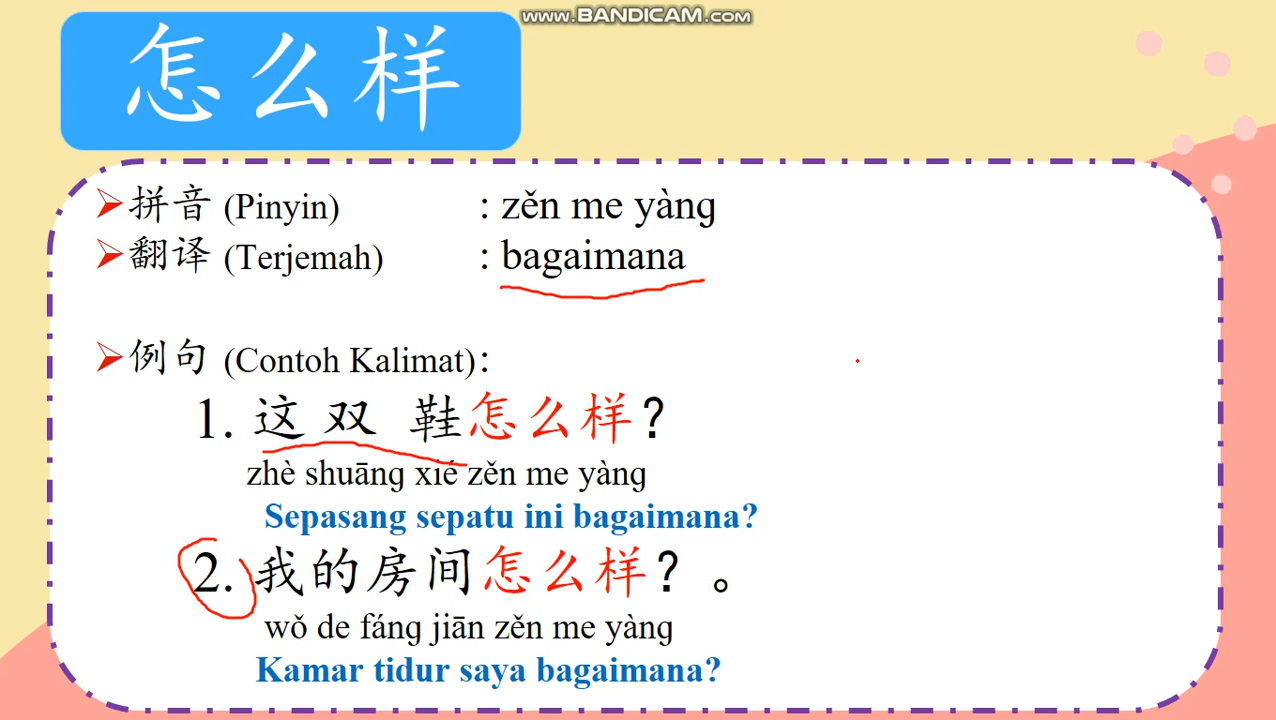 www.BANDICAM.com
怎么样
拼音 (Pinyin) : zěn me yàng
翻译 (Terjemah) : bagaimana
例句 (Contoh Kalimat):
1. 这 双 鞋怎么样?
zhè shuāng xié zěn me yàng
Sepasang sepatu ini bagaimana?
2. 我的房间怎么样? 。
wǒ de fáng jiān zěn me yàng
Kamar tidur saya bagaimana?